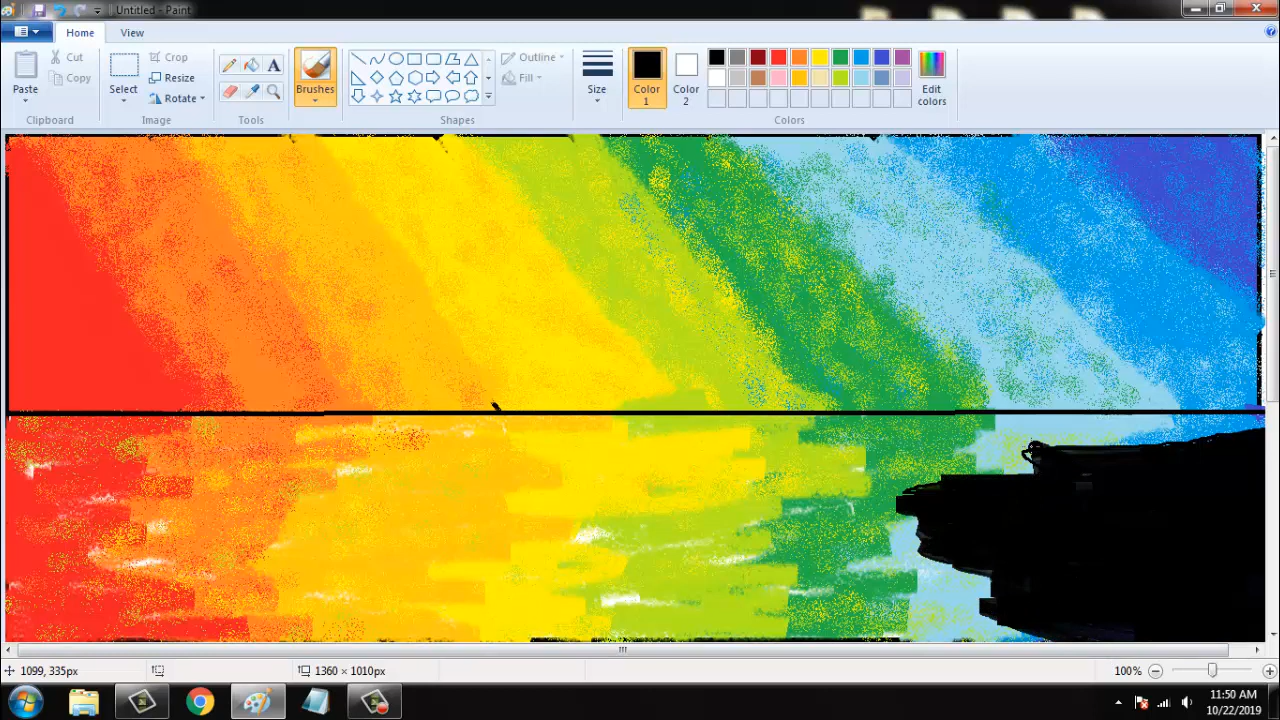 Untitled - Paint
Home View
Paste
Cut
Copy
Clipboard
Select
Crop
Resize
Rotate
Image
A
Tools
Brushes
Outline
Fill
Shapes
Size
Color 1
Color 2
Edit colors
Colors
1099, 335px
1360 × 1010px
100%
11:50 AM
10/22/2019